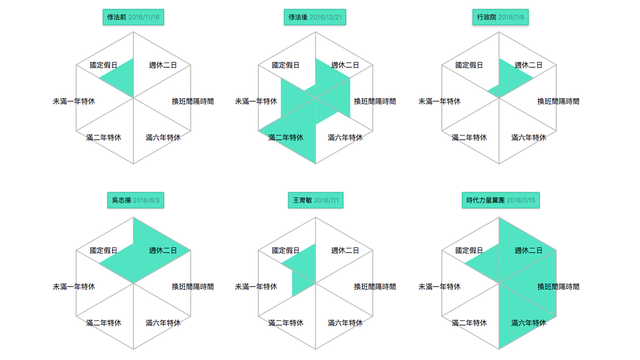 修法前 2016/11/16
國定假日 週休二日
未滿一年特休 換班間隔時間
滿二年特休 滿六年特休
修法後 2016/12/21
國定假日 週休二日
未滿一年特休 換班間隔時間
滿二年特休 滿六年特休
行政院 2016/7/8
國定假日 週休二日
未滿一年特休 換班間隔時間
滿二年特休 滿六年特休
吳志揚 2016/6/3
國定假日 週休二日
未滿一年特休 換班間隔時間
滿二年特休 滿六年特休
王育敏 2016/7/1
國定假日 週休二日
未滿一年特休 換班間隔時間
滿二年特休 滿六年特休
時代力量黨團 2016/7/15
國定假日 週休二日
未滿一年特休 換班間隔時間
滿二年特休 滿六年特休